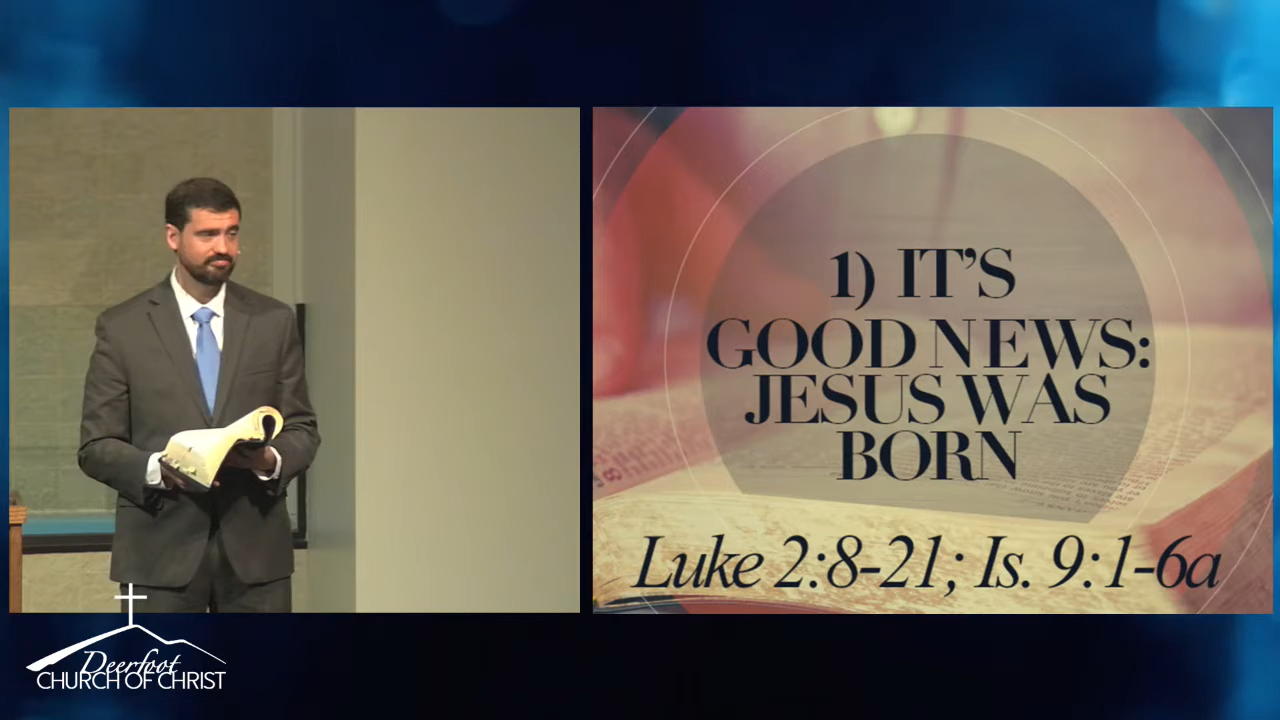 1) IT'S
GOOD NEWS:
JESUS WAS
BORN
Luke 2:8-21; Is. 9:1-6a
Deerfoot
CHURCH OF CHRIST